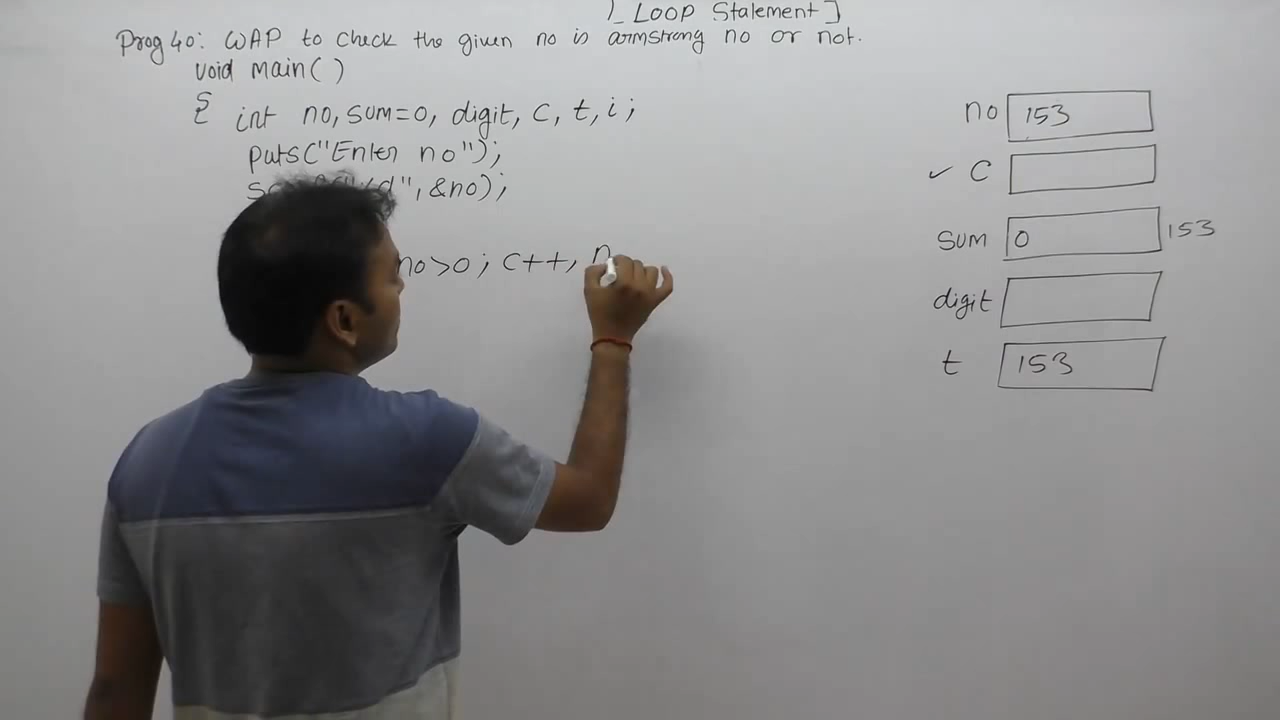 [ LOOP Statement ]
Prog 40: WAP to check the given no is armstrong no or not.
void main( )
{ int no, sum=0, digit, c, t, i;
puts("Enter no");
"%d", &no);
no>0; c++, n
no 153
✓ c
sum 0 153
digit
t 153